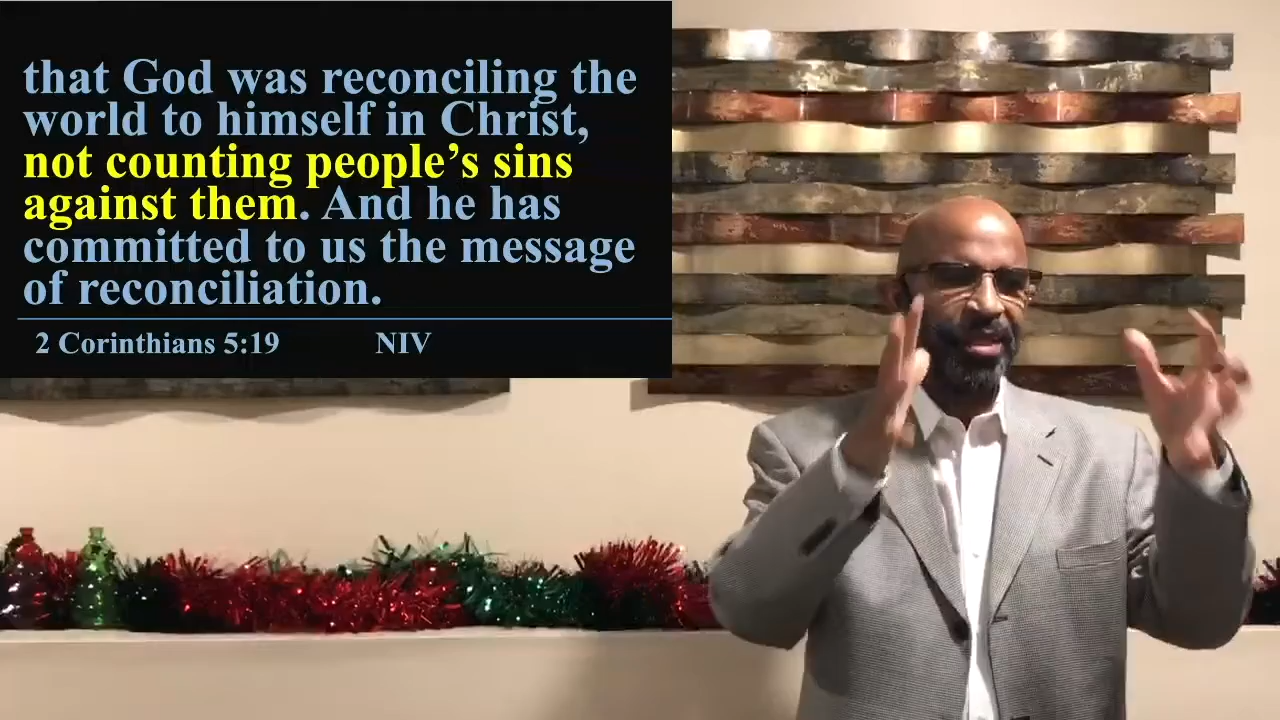 that God was reconciling the
world to himself in Christ,
not counting people’s sins
against them. And he has
committed to us the message
of reconciliation.
2 Corinthians 5:19 NIV